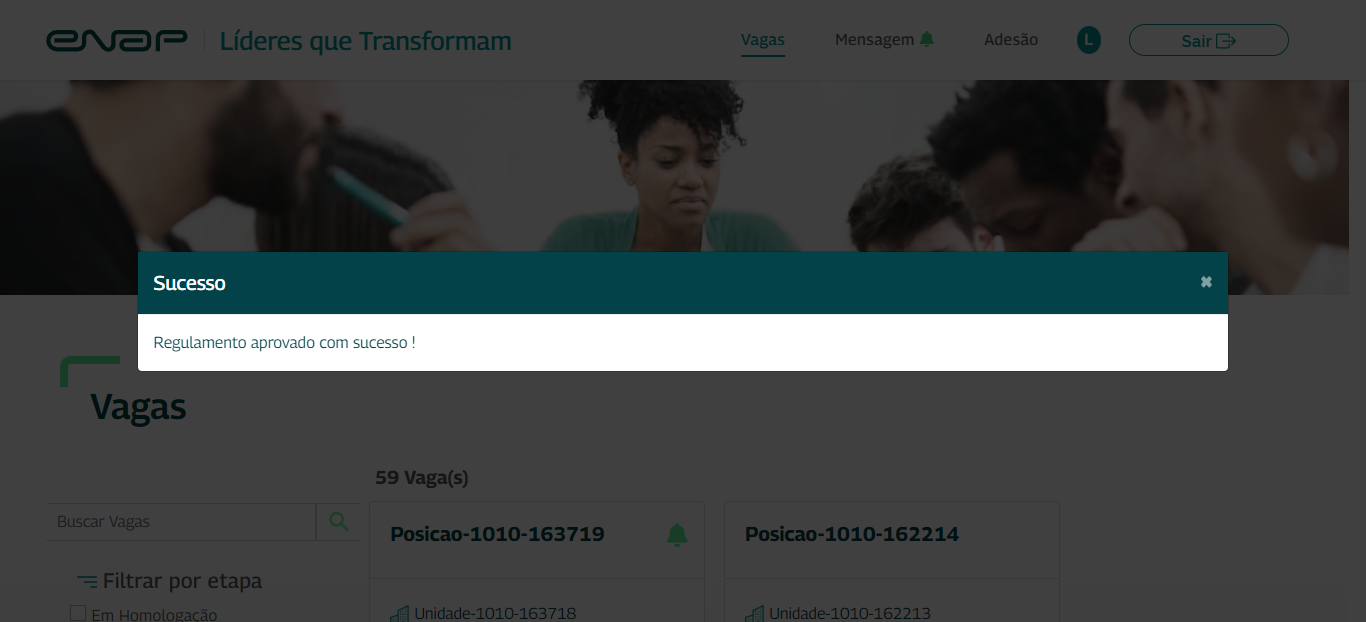 enap Líderes que Transformam Vagas Mensagem Adesão L Sair
Sucesso ×
Regulamento aprovado com sucesso !
Vagas
59 Vaga(s)
Buscar Vagas
Posicao-1010-163719 Posicao-1010-162214
Filtrar por etapa
Em Homologação
Unidade-1010-163718 Unidade-1010-162213